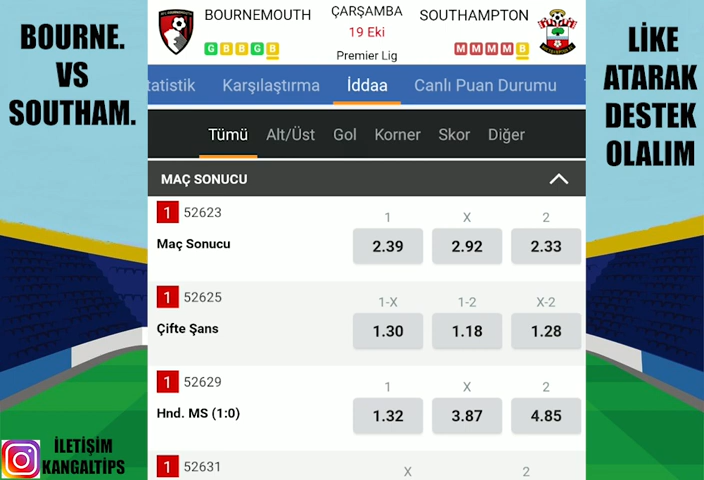 BOURNE.
VS
SOUTHAM.
BOURNEMOUTH
G B B G B
ÇARŞAMBA
19 Eki
Premier Lig
SOUTHAMPTON
M M M M B
LİKE
ATARAK
DESTEK
OLALIM
tatistik Karşılaştırma İddaa Canlı Puan Durumu
Tümü Alt/Üst Gol Korner Skor Diğer
MAÇ SONUCU
1 52623 1 X 2
Maç Sonucu 2.39 2.92 2.33
1 52625 1-X 1-2 X-2
Çifte Şans 1.30 1.18 1.28
1 52629 1 X 2
Hnd. MS (1:0) 1.32 3.87 4.85
1 52631 X 2
İLETİŞİM
KANGALTİPS